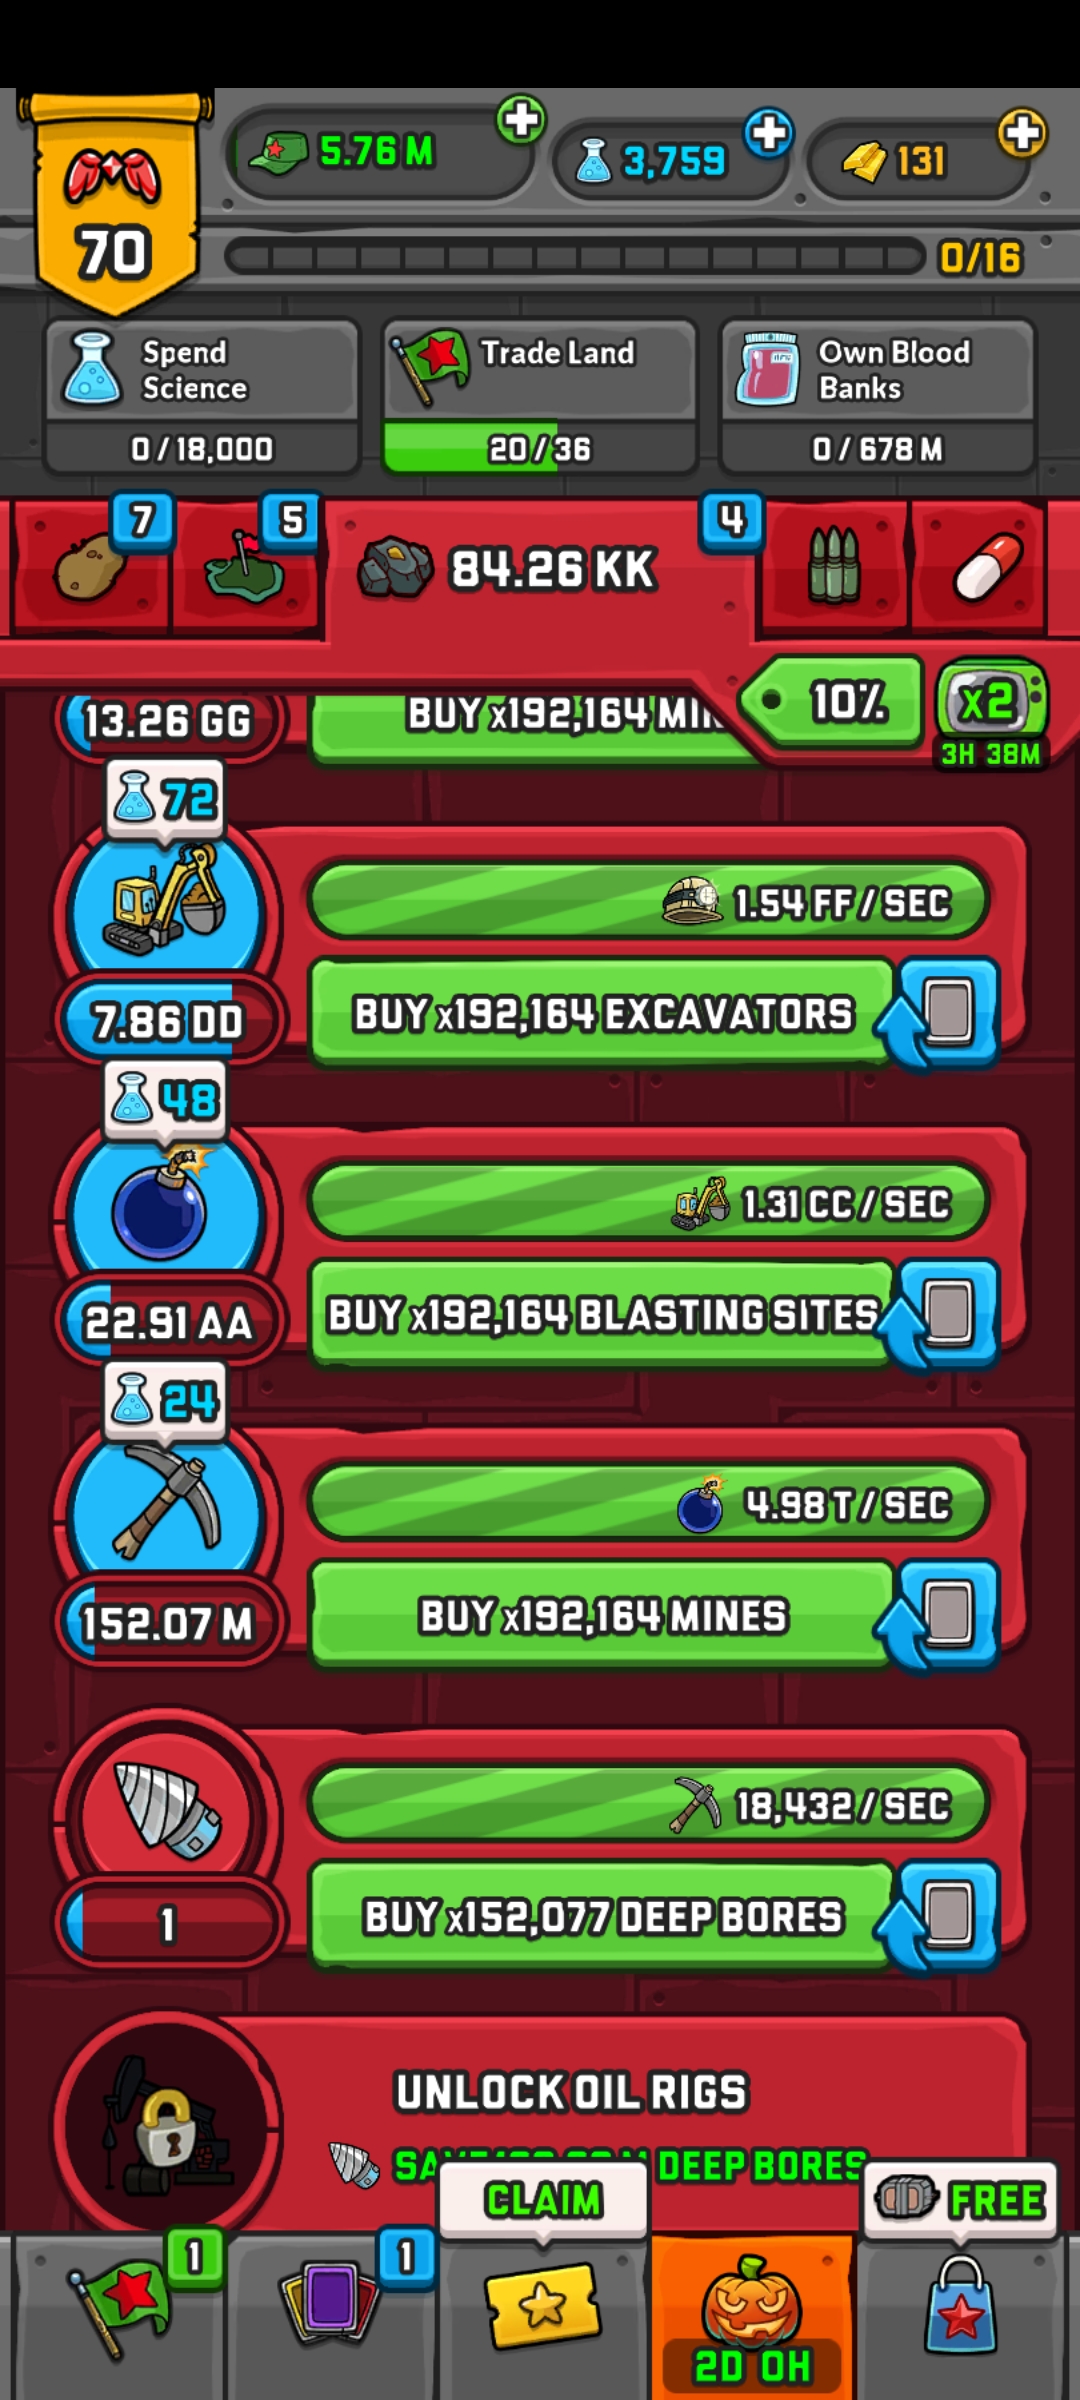 5.76 M
3,759
131
70
0/16
Spend
Science
Trade Land
Own Blood
Banks
0 / 18,000
20 / 36
0 / 678 M
7
5
84.26 KK
4
10%
x2
3H 38M
13.26 GG
BUY x192,164
72
1.54 FF / SEC
7.86 DD
BUY x192,164 EXCAVATORS
48
1.31 CC / SEC
22.91 AA
BUY x192,164 BLASTING SITES
24
4.98 T / SEC
152.07 M
BUY x192,164 MINES
18,432 / SEC
1
BUY x152,077 DEEP BORES
UNLOCK OIL RIGS
DEEP BORES
CLAIM
FREE
1
1
2D 0H